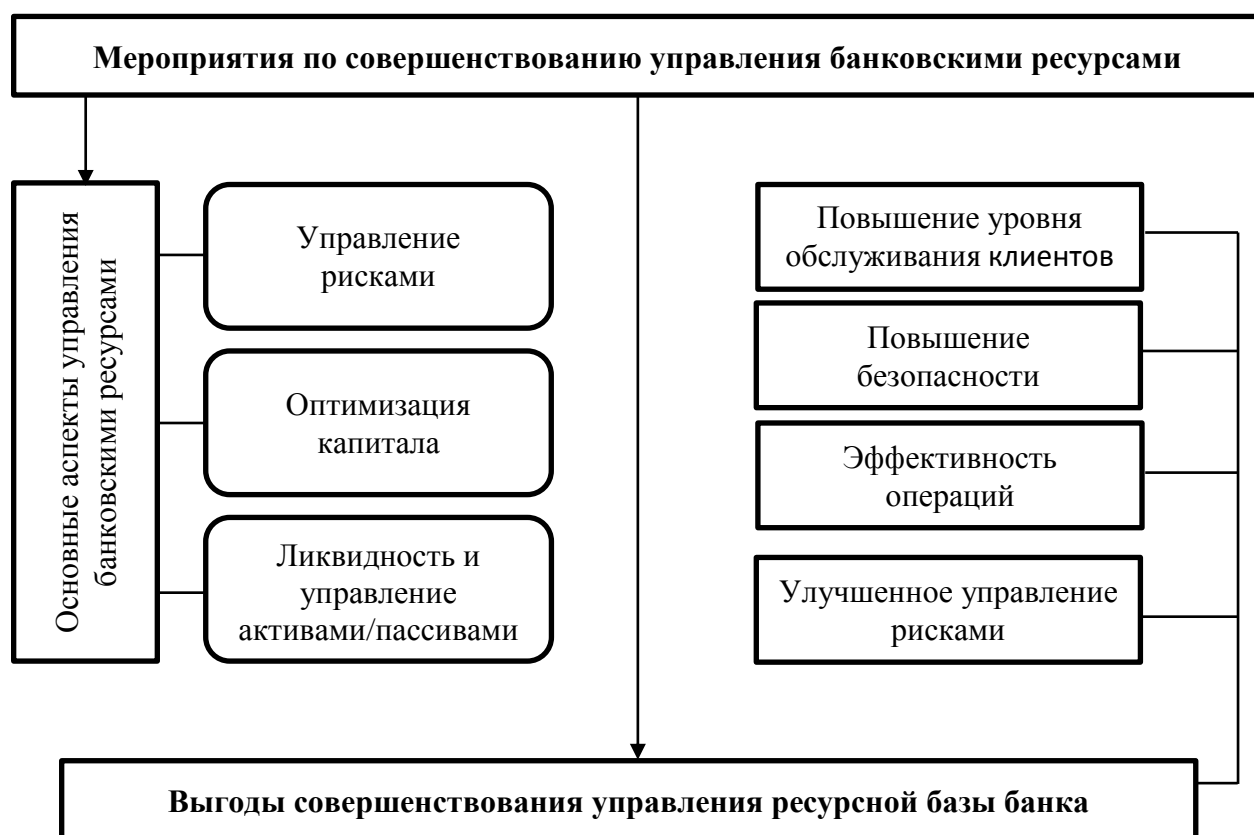 Мероприятия по совершенствованию управления банковскими ресурсами
Основные аспекты управления
банковскими ресурсами
Управление
рисками
Оптимизация
капитала
Ликвидность и
управление
активами/пассивами
Повышение уровня
обслуживания клиентов
Повышение
безопасности
Эффективность
операций
Улучшенное управление
рисками
Выгоды совершенствования управления ресурсной базы банка